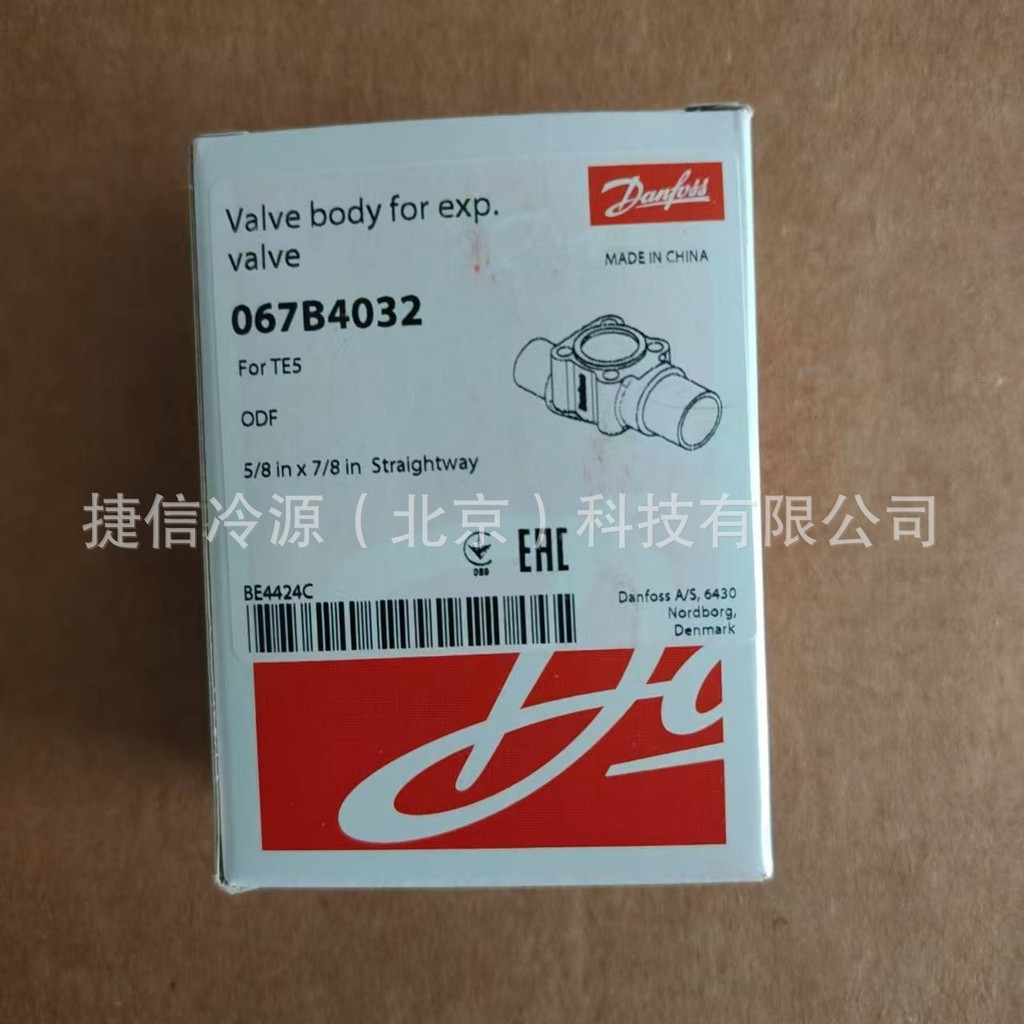 Valve body for exp.
valve
Danfoss
MADE IN CHINA
067B4032
For TE5
ODF
5/8 in x 7/8 in Straightway
捷信冷源（北京）科技有限公司
089
EAC
BE4424C
Danfoss A/S, 6430
Nordborg,
Denmark
Da